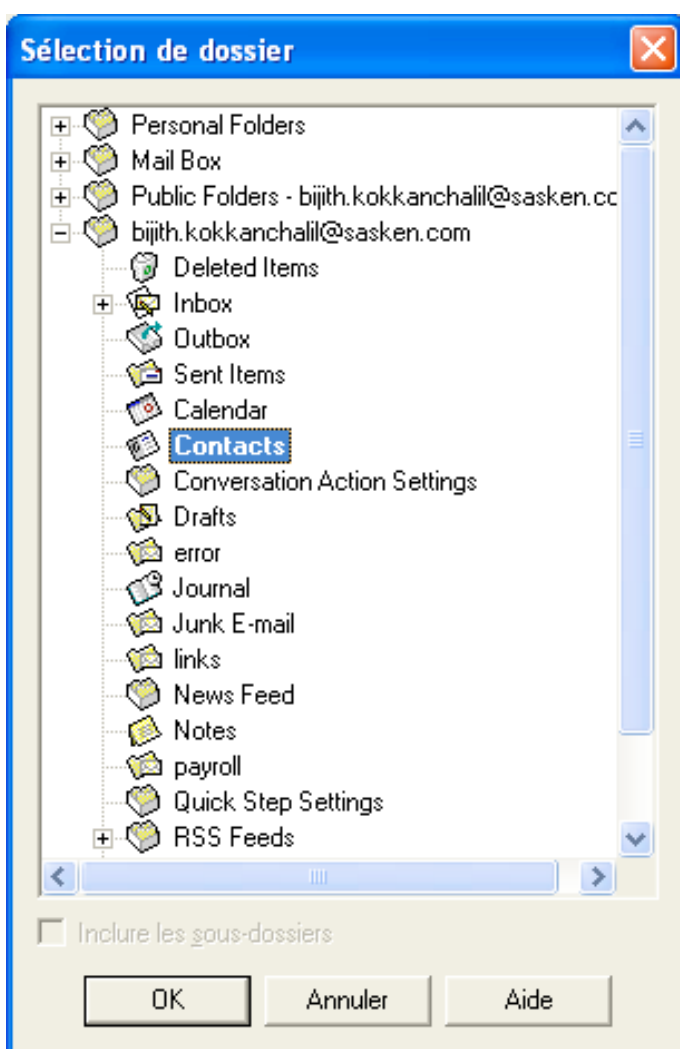 Sélection de dossier
Personal Folders
Mail Box
Public Folders - bijith.kokkanchalil@sasken.cc
bijith.kokkanchalil@sasken.com
Deleted Items
Inbox
Outbox
Sent Items
Calendar
Contacts
Conversation Action Settings
Drafts
error
Journal
Junk E-mail
links
News Feed
Notes
payroll
Quick Step Settings
RSS Feeds
Inclure les sous-dossiers
OK Annuler Aide